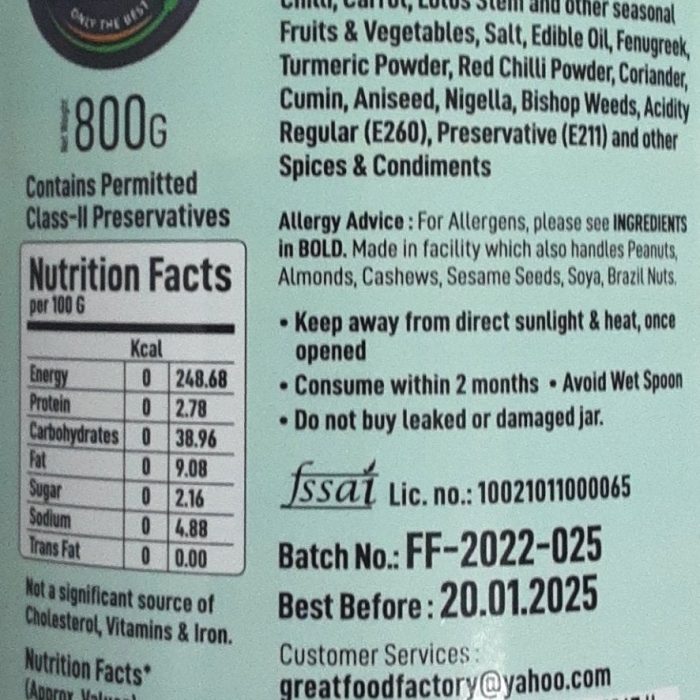 ONLY THE BEST
Net Weight
800G
Contains Permitted
Class-II Preservatives
Nutrition Facts
per 100 G
Kcal
Energy 0 248.68
Protein 0 2.78
Carbohydrates 0 38.96
Fat 0 9.08
Sugar 0 2.16
Sodium 0 4.88
Trans Fat 0 0.00
Not a significant source of
Cholesterol, Vitamins & Iron.
Nutrition Facts*
(Approx.
Chilli, Carrot, Lotus Stem and other seasonal
Fruits & Vegetables, Salt, Edible Oil, Fenugreek,
Turmeric Powder, Red Chilli Powder, Coriander,
Cumin, Aniseed, Nigella, Bishop Weeds, Acidity
Regular (E260), Preservative (E211) and other
Spices & Condiments
Allergy Advice : For Allergens, please see INGREDIENTS
in BOLD. Made in facility which also handles Peanuts,
Almonds, Cashews, Sesame Seeds, Soya, Brazil Nuts.
• Keep away from direct sunlight & heat, once
opened
• Consume within 2 months • Avoid Wet Spoon
• Do not buy leaked or damaged jar.
fssai Lic. no.: 10021011000065
Batch No.: FF-2022-025
Best Before : 20.01.2025
Customer Services :
greatfoodfactory@yahoo.com